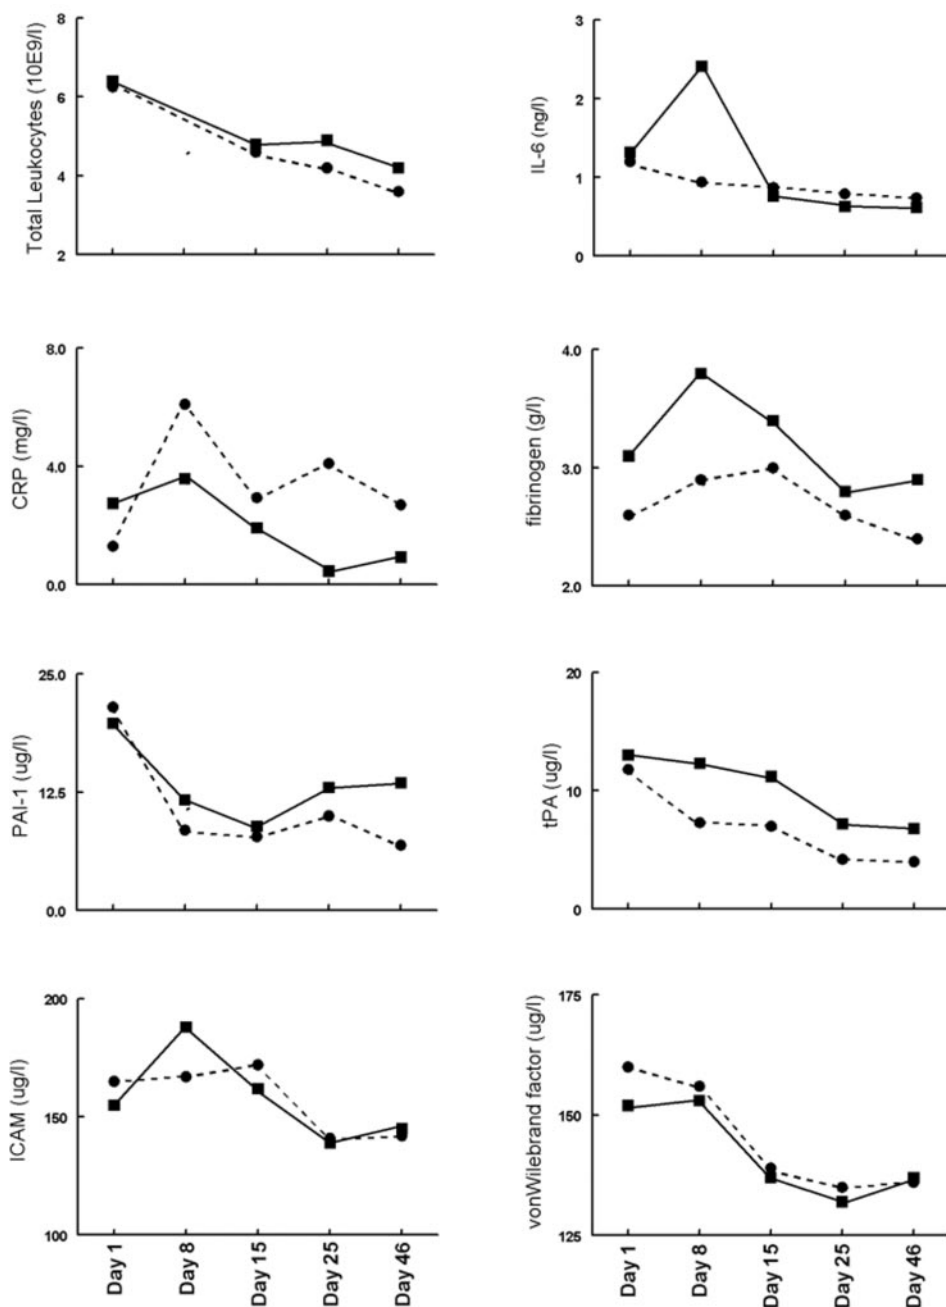 Total Leukocytes (10E9/l)
8
6
4
2
IL-6 (ng/l)
3
2
1
0
CRP (mg/l)
8.0
4.0
0.0
fibrinogen (g/l)
4.0
3.0
2.0
PAI-1 (ug/l)
25.0
12.5
0.0
tPA (ug/l)
20
10
0
ICAM (ug/l)
200
150
100
Day 1
Day 8
Day 15
Day 25
Day 46
vonWilebrand factor (ug/l)
175
150
125
Day 1
Day 8
Day 15
Day 25
Day 46